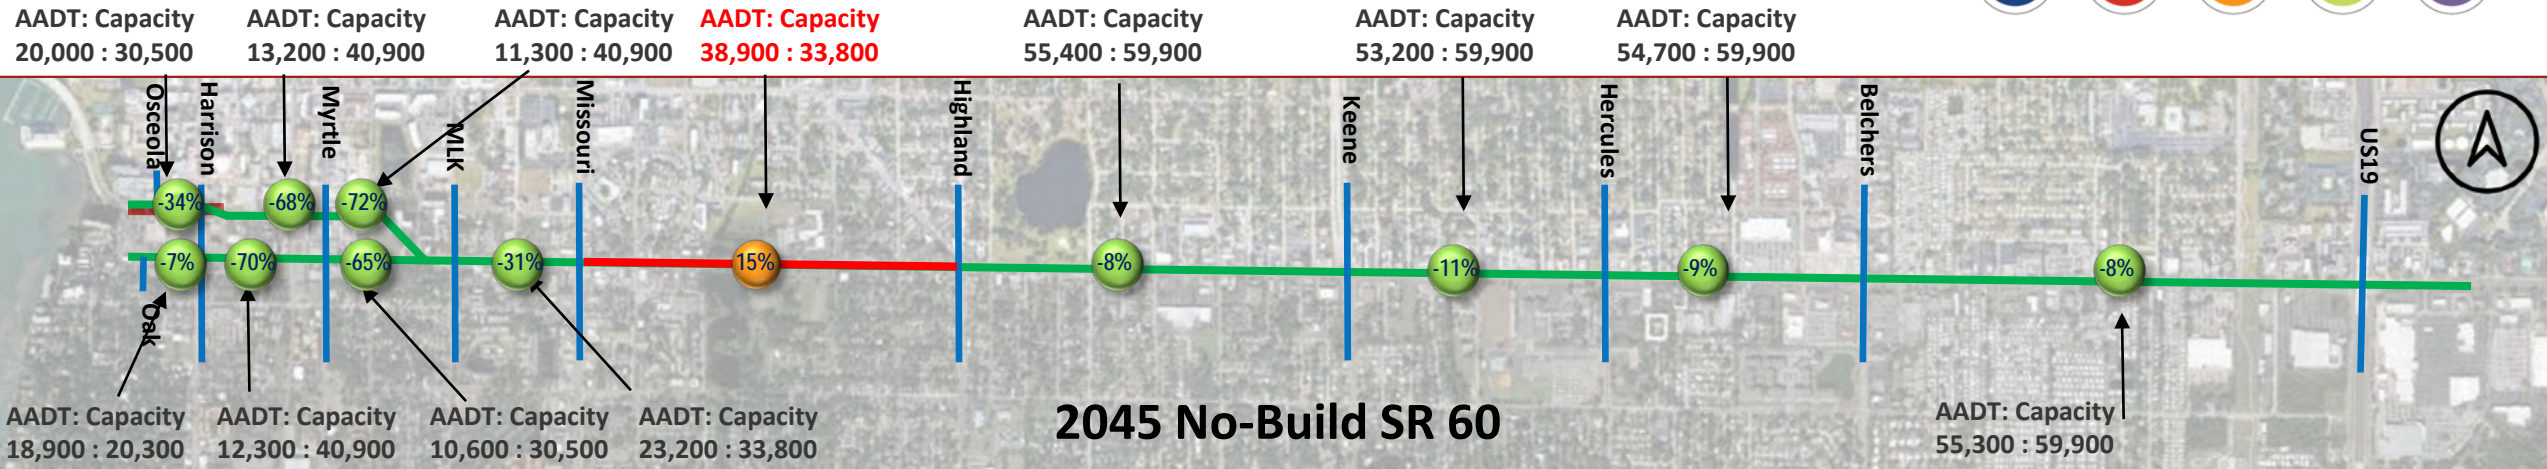 AADT: Capacity
20,000 : 30,500
AADT: Capacity
13,200 : 40,900
AADT: Capacity
11,300 : 40,900
AADT: Capacity
38,900 : 33,800
AADT: Capacity
55,400 : 59,900
AADT: Capacity
53,200 : 59,900
AADT: Capacity
54,700 : 59,900
Osceola
Harrison
Myrtle
MLK
Missouri
Highland
Keene
Hercules
Belchers
US19
-34%
-68%
-72%
-7%
-70%
-65%
-31%
15%
-8%
-11%
-9%
-8%
Oak
AADT: Capacity
18,900 : 20,300
AADT: Capacity
12,300 : 40,900
AADT: Capacity
10,600 : 30,500
AADT: Capacity
23,200 : 33,800
2045 No-Build SR 60
AADT: Capacity
55,300 : 59,900